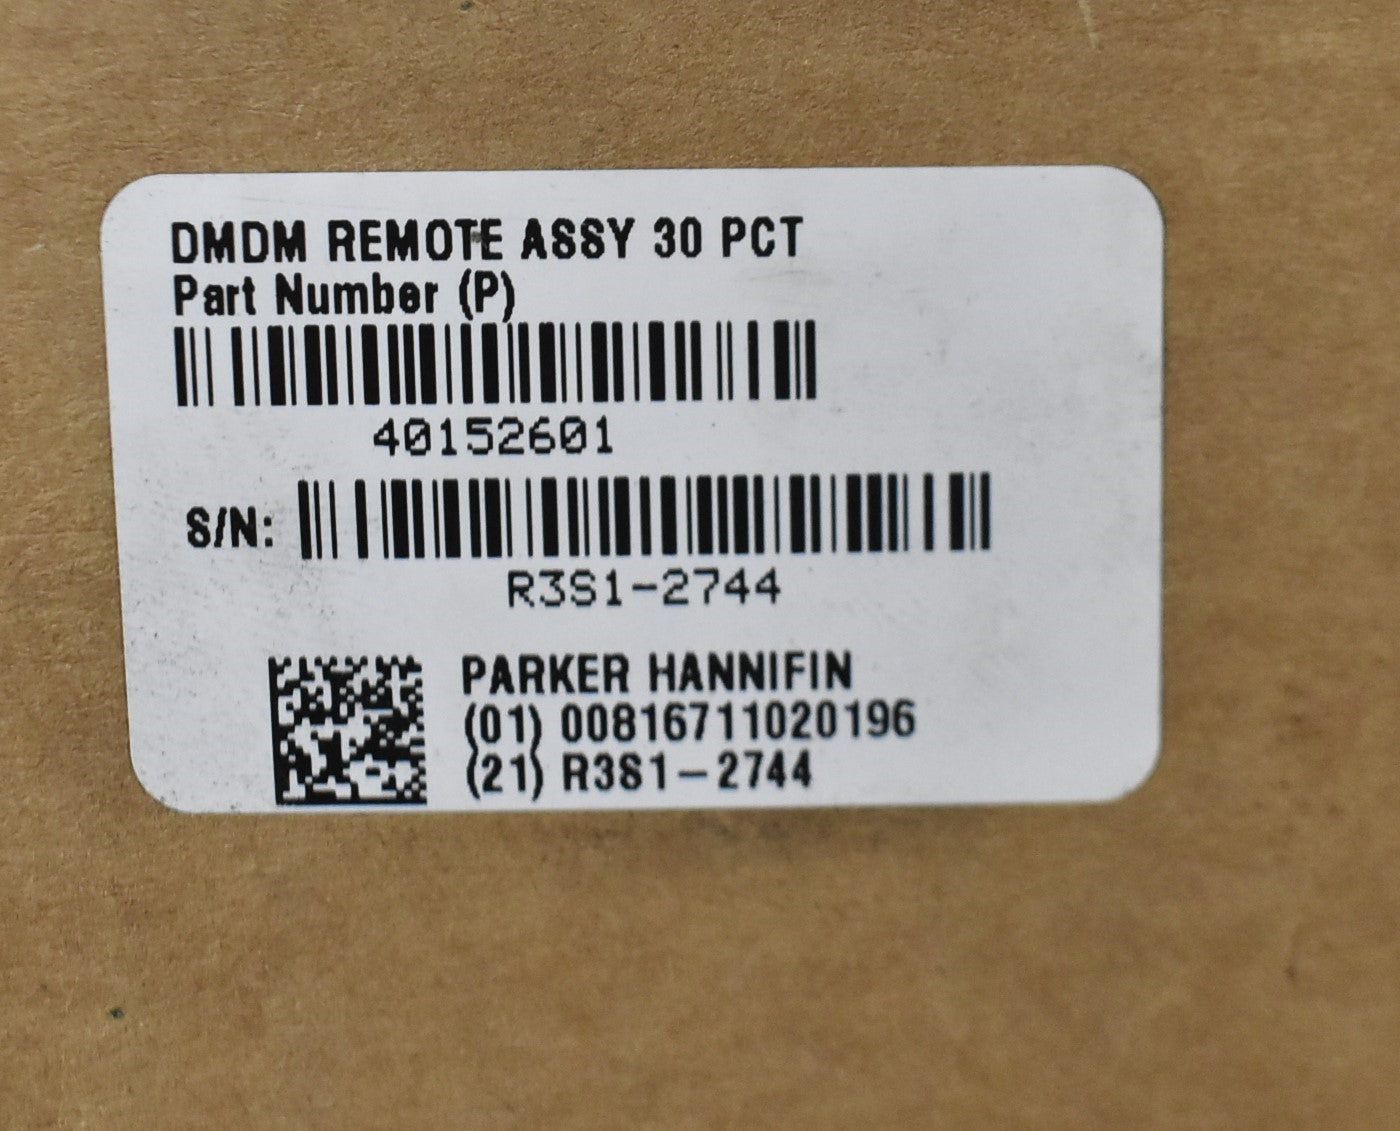 DMDM REMOTE ASSY 30 PCT
Part Number (P)
40152601
S/N:
R3S1-2744
PARKER HANNIFIN
(01) 00816711020196
(21) R3S1-2744